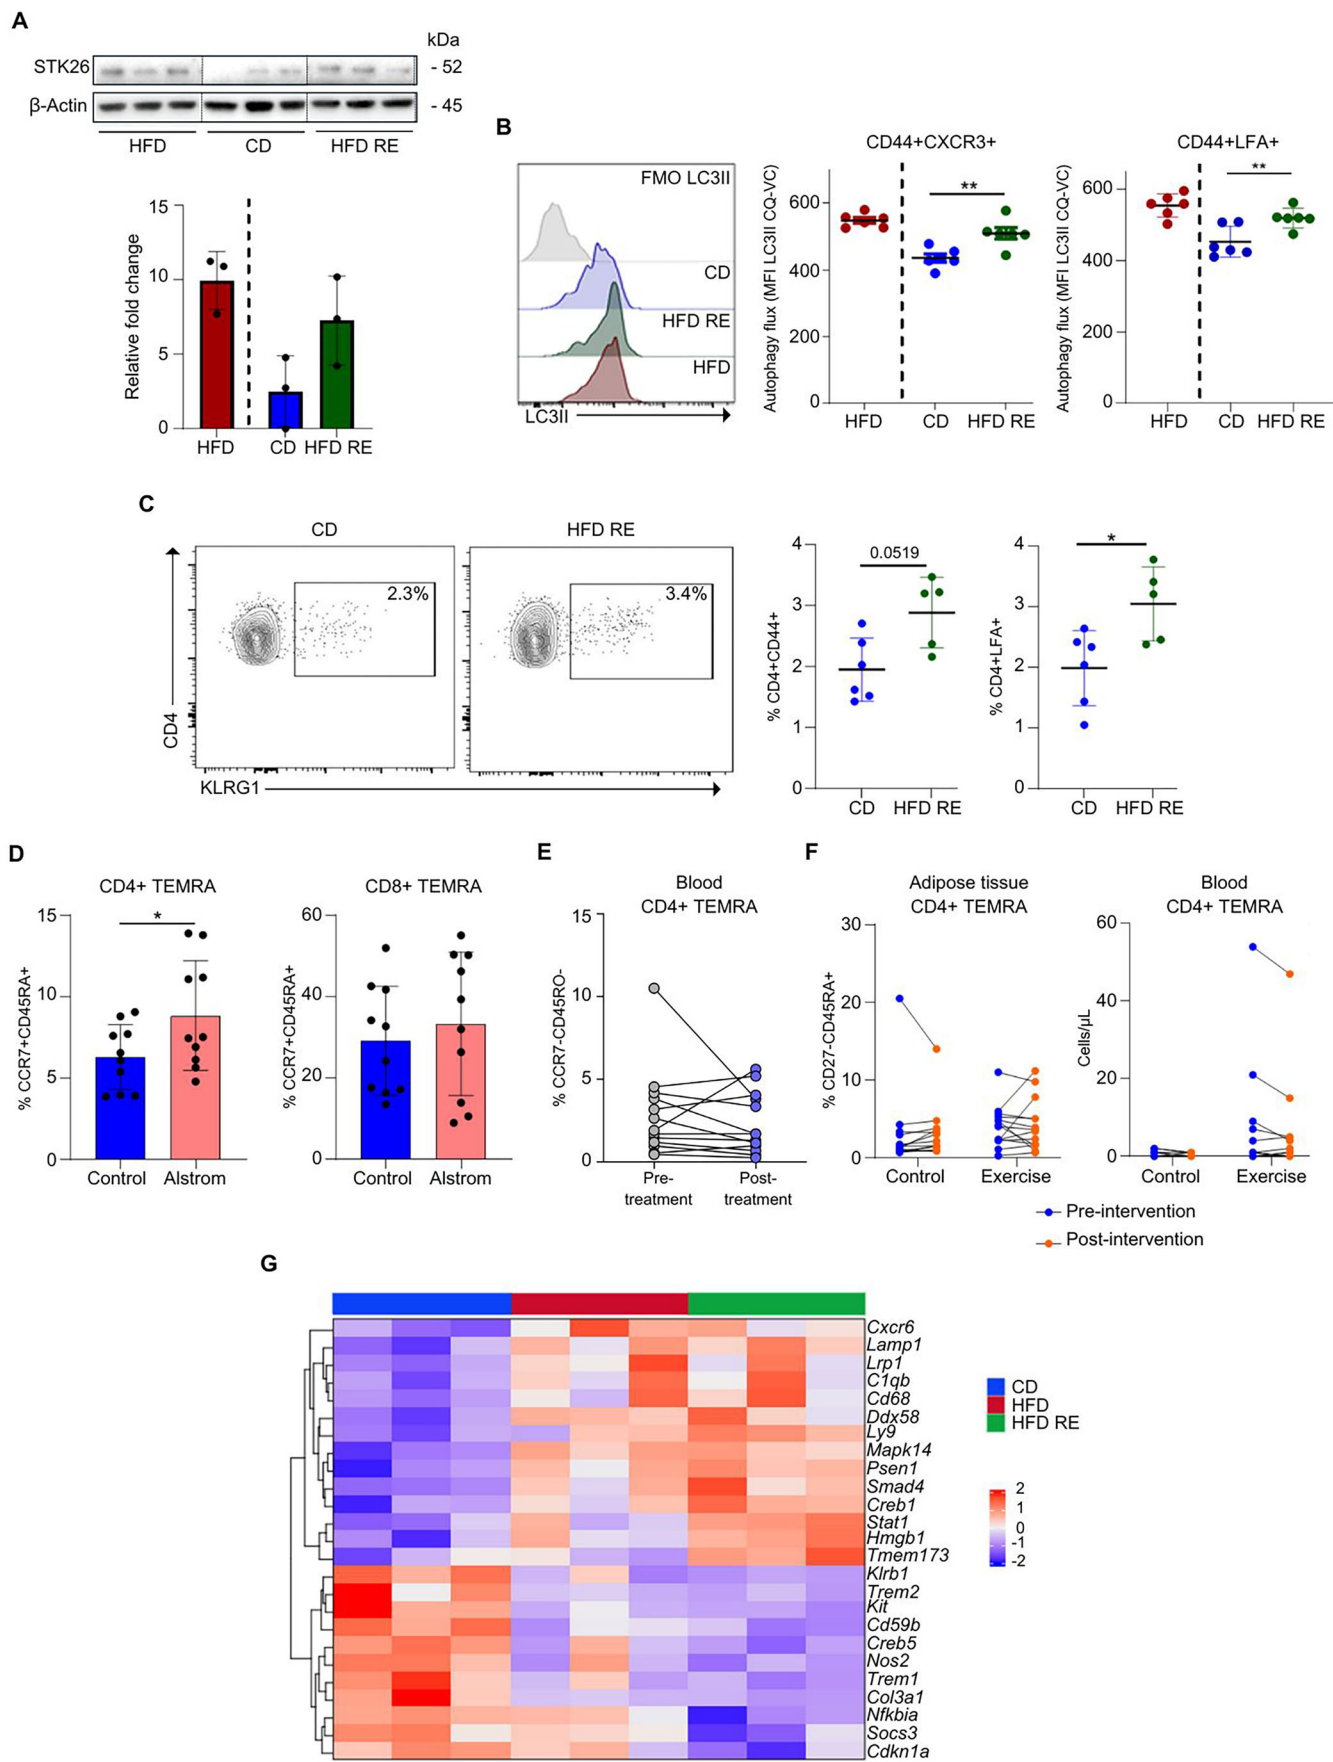 A
kDa
STK26
- 52
β-Actin
- 45
HFD
CD
HFD RE
15
10
5
0
Relative fold change
HFD
CD
HFD RE
B
FMO LC3II
CD
HFD RE
HFD
LC3II
CD44+CXCR3+
**
600
400
200
0
Autophagy flux (MFI LC3II CQ-VC)
HFD
CD
HFD RE
CD44+LFA+
**
600
400
200
0
Autophagy flux (MFI LC3II CQ-VC)
HFD
CD
HFD RE
C
CD
HFD RE
2.3%
3.4%
CD4
KLRG1
4
3
2
1
0
0.0519
% CD4+CD44+
CD
HFD RE
4
3
2
1
0
*
% CD4+LFA+
CD
HFD RE
D
CD4+ TEMRA
15
10
5
0
*
% CCR7+CD45RA+
Control
Alstrom
CD8+ TEMRA
60
40
20
0
% CCR7+CD45RA+
Control
Alstrom
E
Blood
CD4+ TEMRA
15
10
5
0
% CCR7-CD45RO-
Pre-
treatment
Post-
treatment
F
Adipose tissue
CD4+ TEMRA
30
20
10
0
% CD27-CD45RA+
Control
Exercise
Blood
CD4+ TEMRA
60
40
20
0
Cells/µL
Control
Exercise
Pre-intervention
Post-intervention
G
Cxcr6
Lamp1
Lrp1
C1qb
Cd68
Ddx58
Ly9
Mapk14
Psen1
Smad4
Creb1
Stat1
Hmgb1
Tmem173
Klrb1
Trem2
Kit
Cd59b
Creb5
Nos2
Trem1
Col3a1
Nfkbia
Socs3
Cdkn1a
CD
HFD
HFD RE
2
1
0
-1
-2